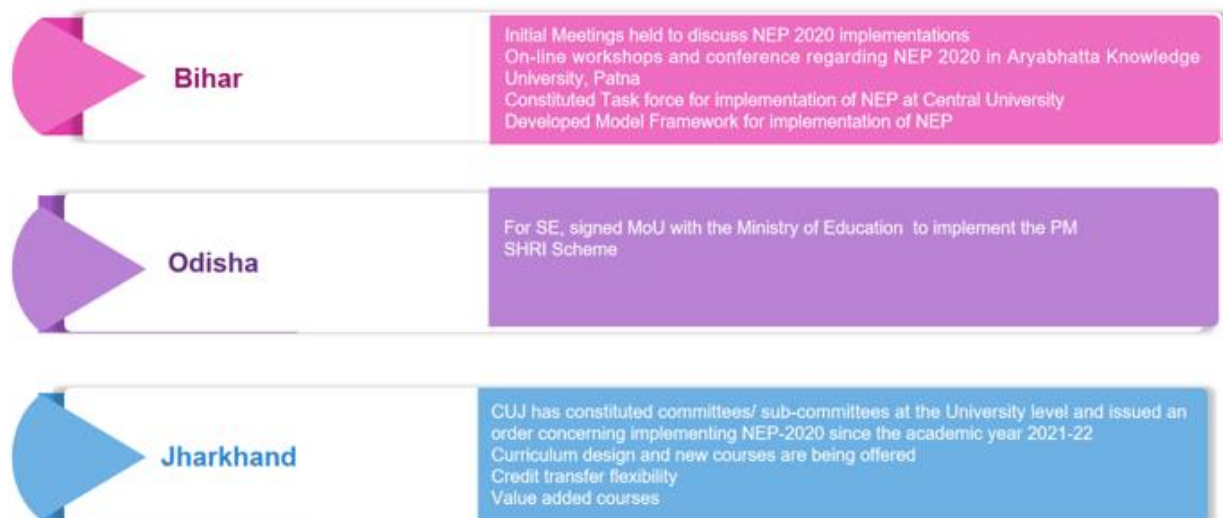 Bihar
Initial Meetings held to discuss NEP 2020 implementations
On-line workshops and conference regarding NEP 2020 in Aryabhatta Knowledge
University, Patna
Constituted Task force for implementation of NEP at Central University
Developed Model Framework for implementation of NEP
Odisha
For SE, signed MoU with the Ministry of Education to implement the PM
SHRI Scheme
Jharkhand
CUJ has constituted committees/ sub-committees at the University level and issued an
order concerning implementing NEP-2020 since the academic year 2021-22
Curriculum design and new courses are being offered
Credit transfer flexibility
Value added courses